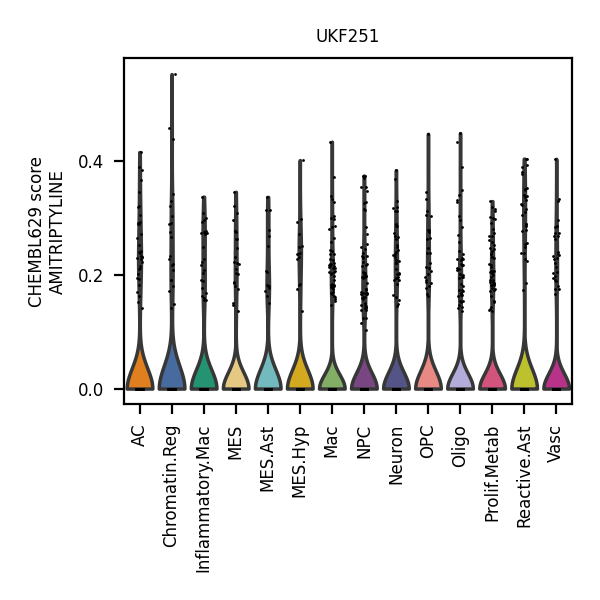 UKF251
CHEMBL629 score
AMITRIPTYLINE
0.4
0.2
0.0
AC
Chromatin.Reg
Inflammatory.Mac
MES
MES.Ast
MES.Hyp
Mac
NPC
Neuron
OPC
Oligo
Prolif.Metab
Reactive.Ast
Vasc